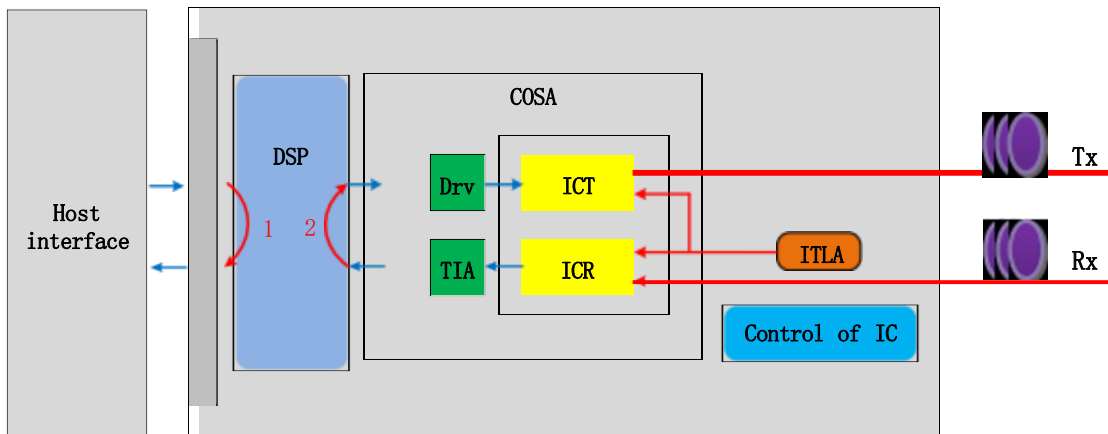 COSA
DSP
Tx
Drv
ICT
Host
interface
1
2
TIA
ICR
ITLA
Rx
Control of IC